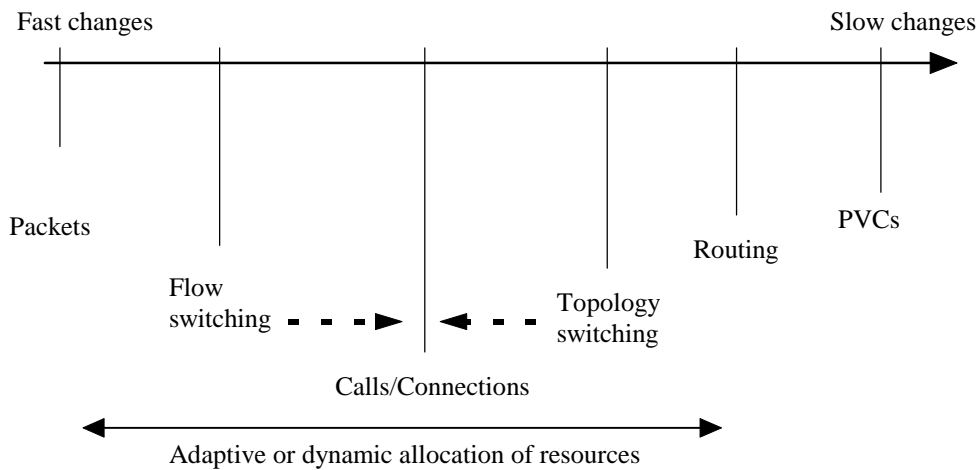 Fast changes
Slow changes
Packets
PVCs
Routing
Flow
switching
Topology
switching
Calls/Connections
Adaptive or dynamic allocation of resources